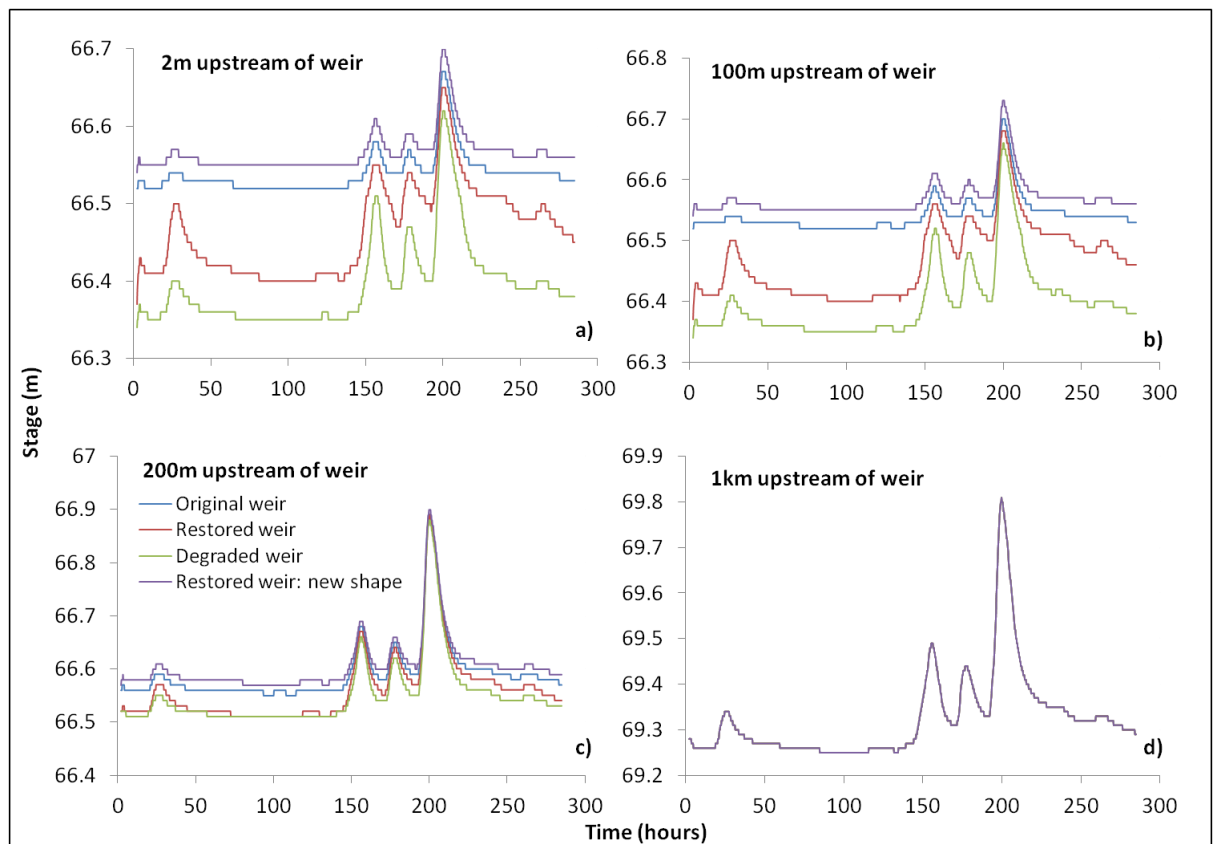 2m upstream of weir
66.7
66.6
66.5
66.4
66.3
0 50 100 150 200 250 300
a)
100m upstream of weir
66.8
66.7
66.6
66.5
66.4
66.3
0 50 100 150 200 250 300
b)
Stage (m)
200m upstream of weir
67
66.9
66.8
66.7
66.6
66.5
66.4
Original weir
Restored weir
Degraded weir
Restored weir: new shape
0 50 100 150 200 250 300
c)
1km upstream of weir
69.9
69.8
69.7
69.6
69.5
69.4
69.3
69.2
0 50 100 150 200 250 300
d)
Time (hours)